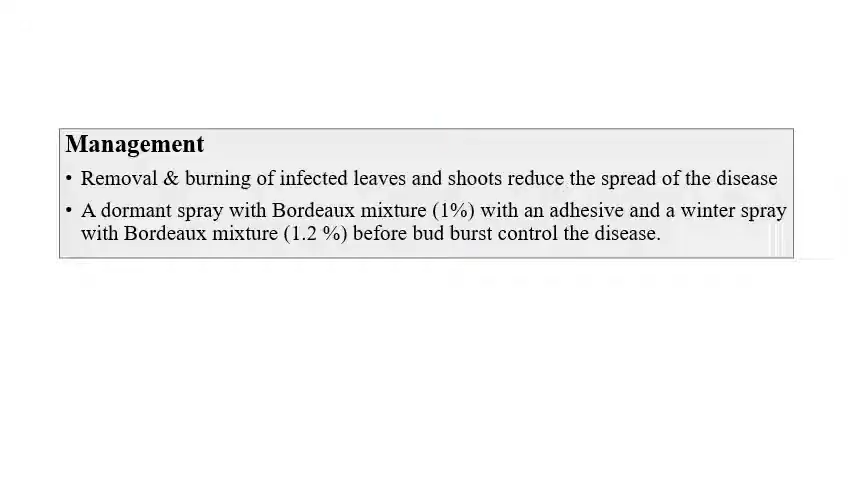 Management
• Removal & burning of infected leaves and shoots reduce the spread of the disease
• A dormant spray with Bordeaux mixture (1%) with an adhesive and a winter spray
with Bordeaux mixture (1.2 %) before bud burst control the disease.